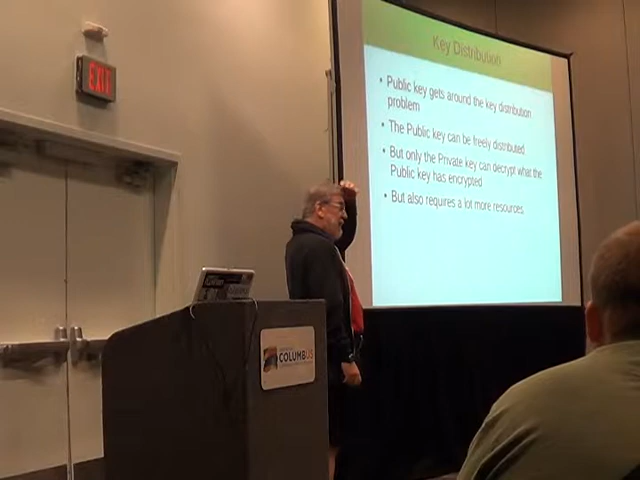 EXIT
Key Distribution
• Public key gets around the key distribution
problem
• The Public key can be freely distributed
• But only the Private key can decrypt what the
Public key has encrypted
• But also requires a lot more resources.
COLUMBUS